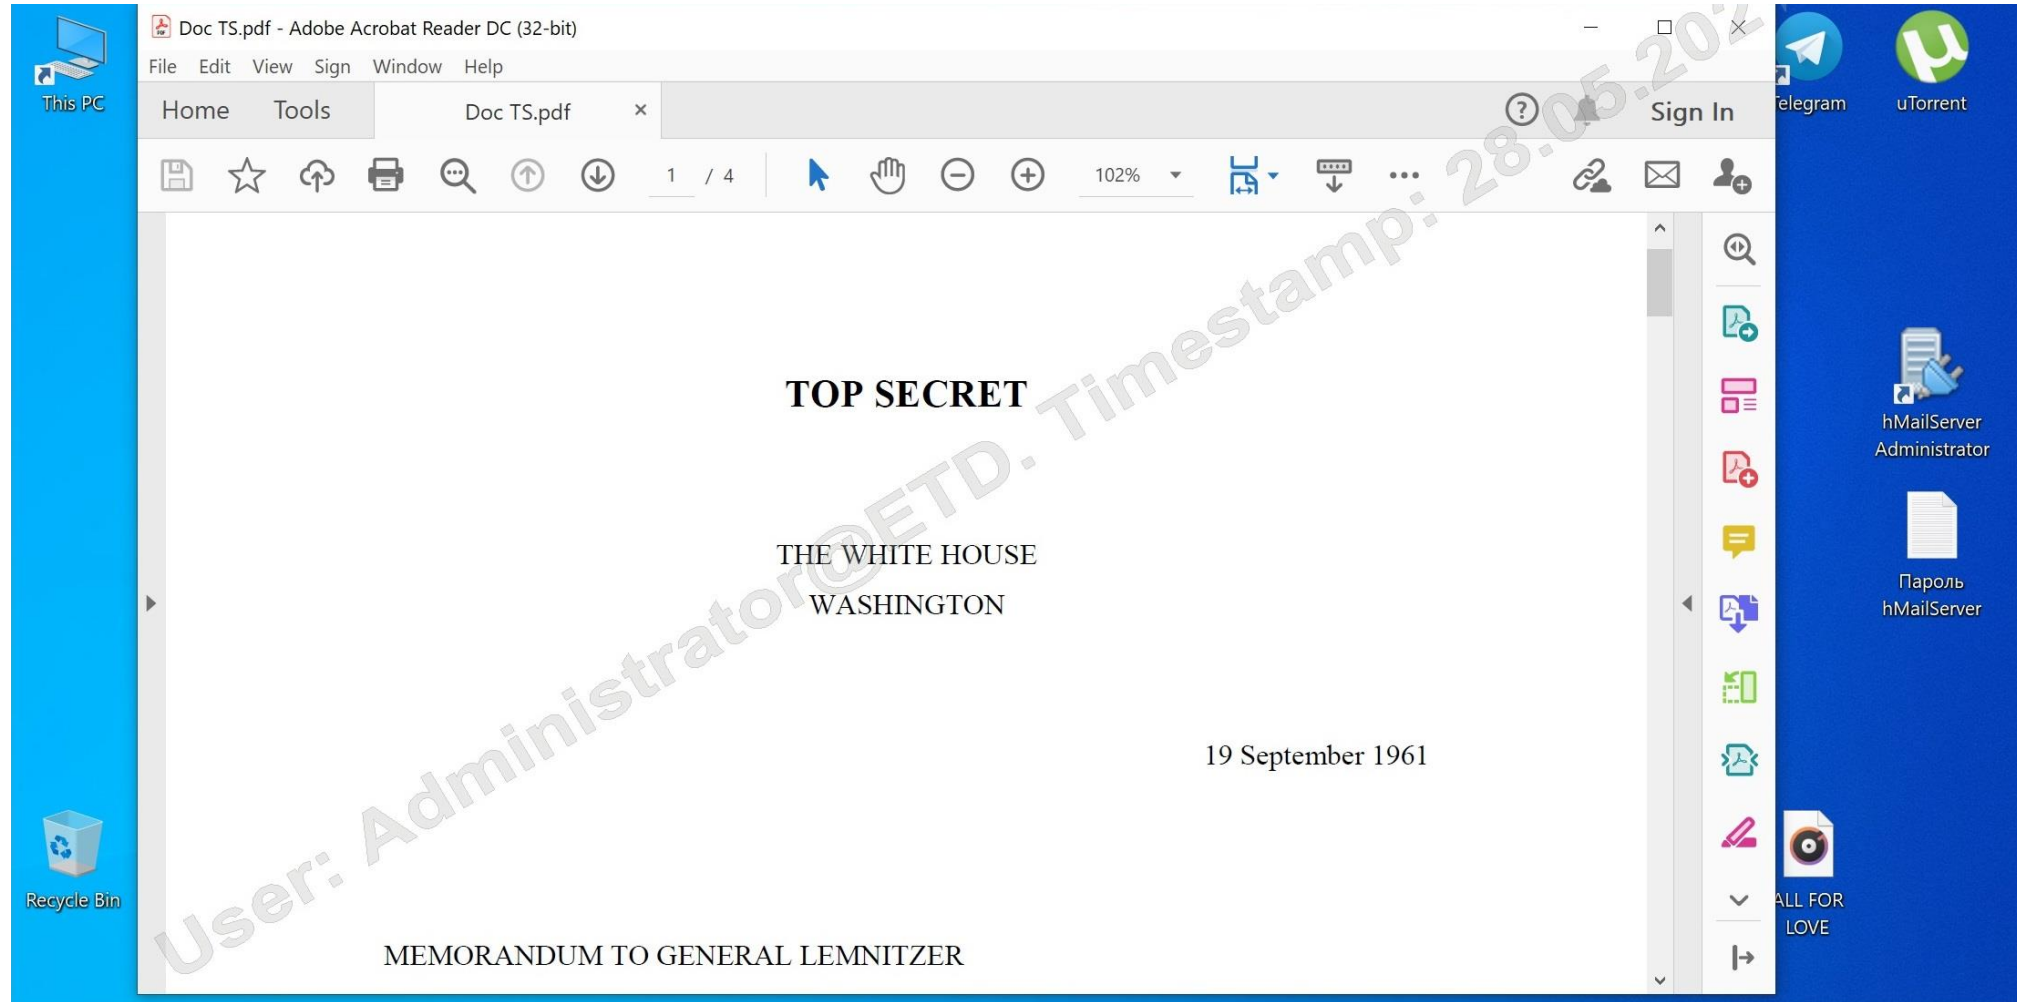 Doc TS.pdf - Adobe Acrobat Reader DC (32-bit)
File Edit View Sign Window Help
Home Tools Doc TS.pdf × Sign In
1 / 4 102%
TOP SECRET
THE WHITE HOUSE
WASHINGTON
19 September 1961
MEMORANDUM TO GENERAL LEMNITZER
User: Administrator@ETD. Timestamp: 28.05.202
This PC
Recycle Bin
elegram
uTorrent
hMailServer
Administrator
Пароль
hMailServer
ALL FOR
LOVE